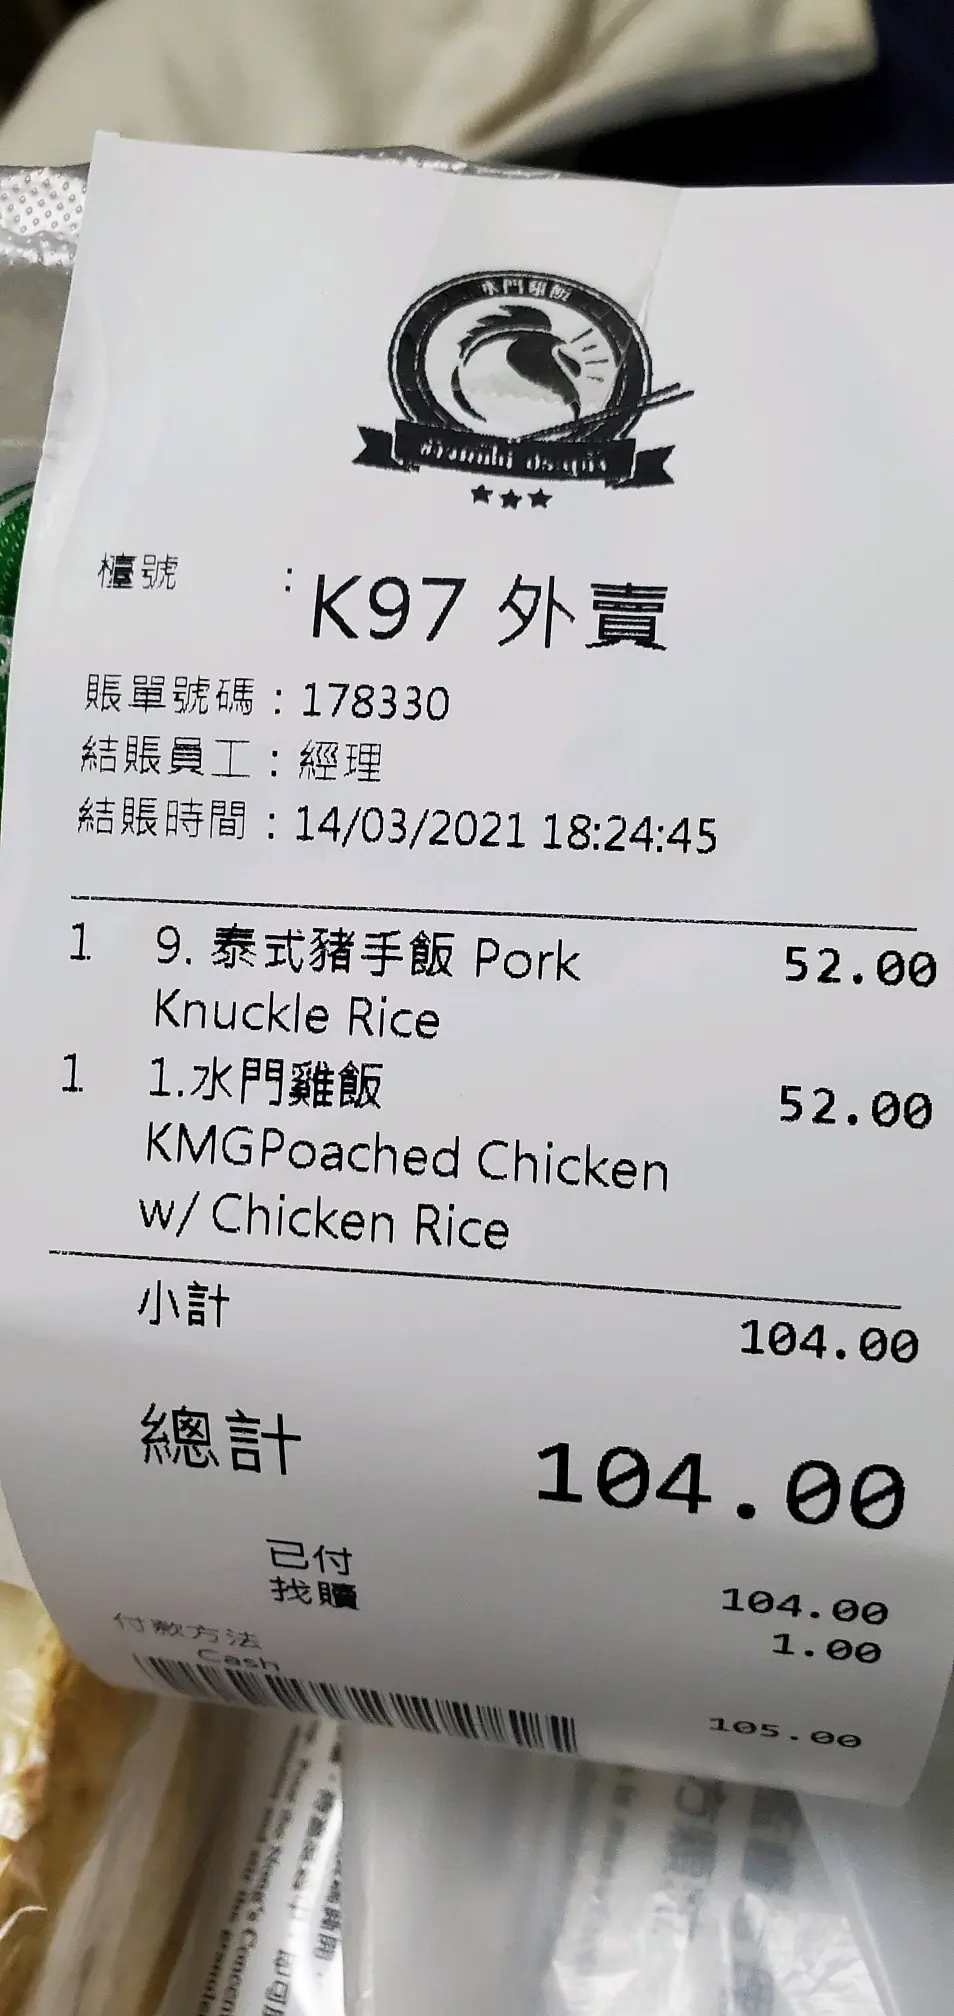 水門雞飯
★★★
檯號 : K97 外賣
賬單號碼 : 178330
結賬員工 : 經理
結賬時間 : 14/03/2021 18:24:45
1 9. 泰式豬手飯 Pork 52.00
Knuckle Rice
1 1.水門雞飯 52.00
KMGPoached Chicken
w/ Chicken Rice
小計 104.00
總計 104.00
已付 104.00
找贖 1.00
付款方法
Cash 105.00